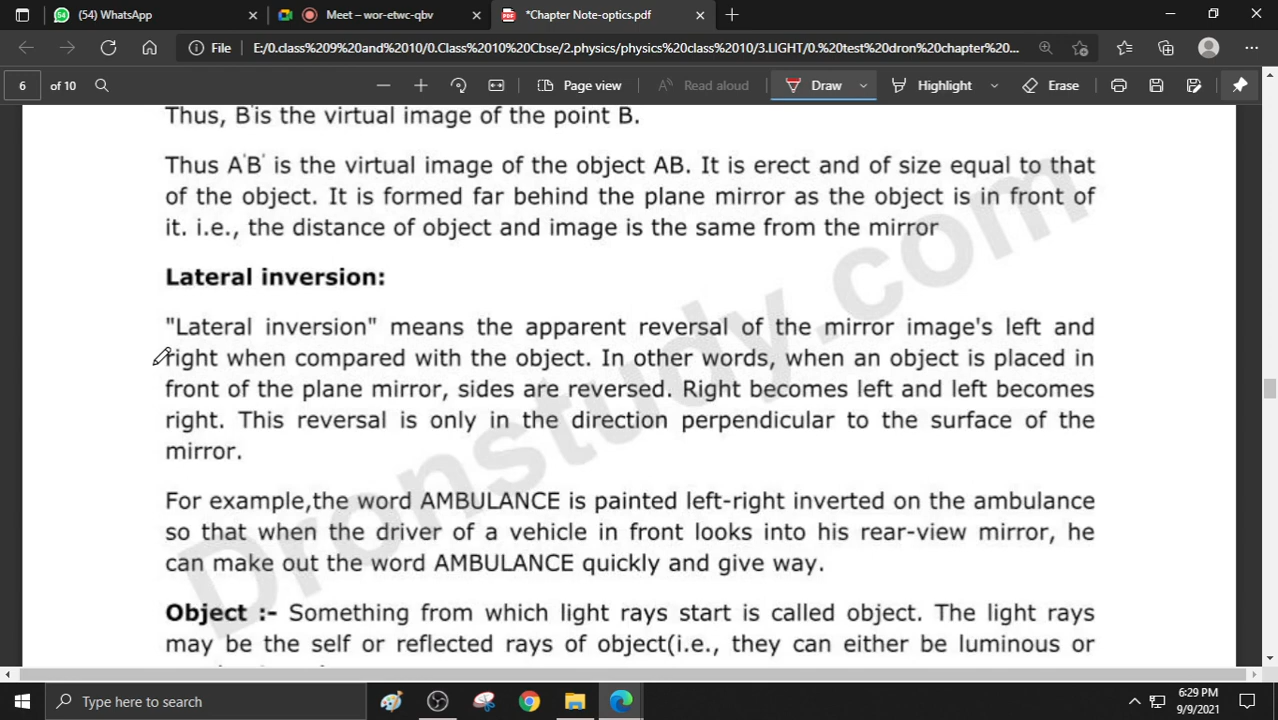 (54) WhatsApp
Meet – wor-etwc-qbv
*Chapter Note-optics.pdf
File
E:/0.class%209%20and%2010/0.Class%2010%20Cbse/2.physics/physics%20class%2010/3.LIGHT/0.%20test%20dron%20chapter%20...
6 of 10
Page view
Read aloud
Draw
Highlight
Erase
Thus, B'is the virtual image of the point B.
Thus A'B' is the virtual image of the object AB. It is erect and of size equal to that
of the object. It is formed far behind the plane mirror as the object is in front of
it. i.e., the distance of object and image is the same from the mirror
Lateral inversion:
"Lateral inversion" means the apparent reversal of the mirror image's left and
right when compared with the object. In other words, when an object is placed in
front of the plane mirror, sides are reversed. Right becomes left and left becomes
right. This reversal is only in the direction perpendicular to the surface of the
mirror.
For example,the word AMBULANCE is painted left-right inverted on the ambulance
so that when the driver of a vehicle in front looks into his rear-view mirror, he
can make out the word AMBULANCE quickly and give way.
Object :- Something from which light rays start is called object. The light rays
may be the self or reflected rays of object(i.e., they can either be luminous or
Dronstudy.com
Type here to search
6:29 PM
9/9/2021